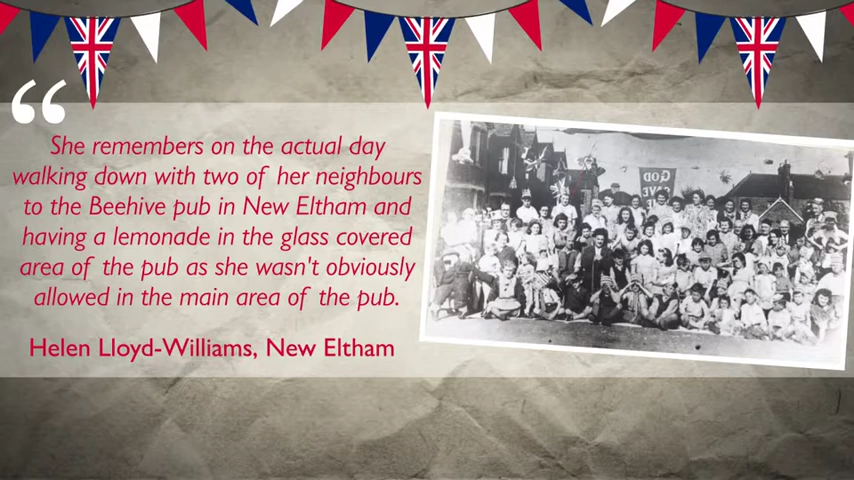 “
She remembers on the actual day
walking down with two of her neighbours
to the Beehive pub in New Eltham and
having a lemonade in the glass covered
area of the pub as she wasn't obviously
allowed in the main area of the pub.
Helen Lloyd-Williams, New Eltham
GOD